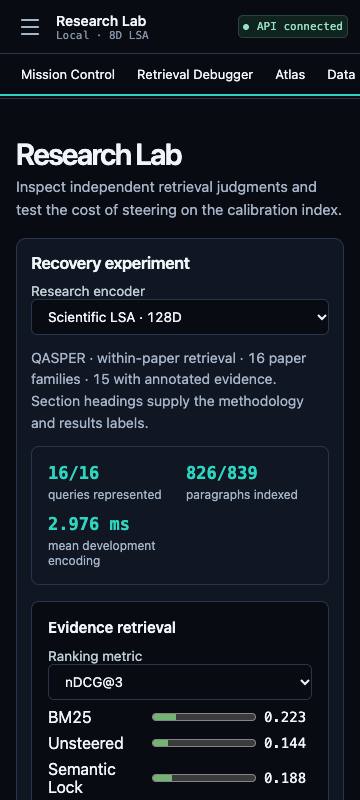 Research Lab
Local · 8D LSA
API connected
Mission Control
Retrieval Debugger
Atlas
Data
Research Lab
Inspect independent retrieval judgments and
test the cost of steering on the calibration index.
Recovery experiment
Research encoder
Scientific LSA · 128D
QASPER · within-paper retrieval · 16 paper
families · 15 with annotated evidence.
Section headings supply the methodology
and results labels.
16/16
queries represented
826/839
paragraphs indexed
2.976 ms
mean development
encoding
Evidence retrieval
Ranking metric
nDCG@3
BM25 0.223
Unsteered 0.144
Semantic
Lock 0.188